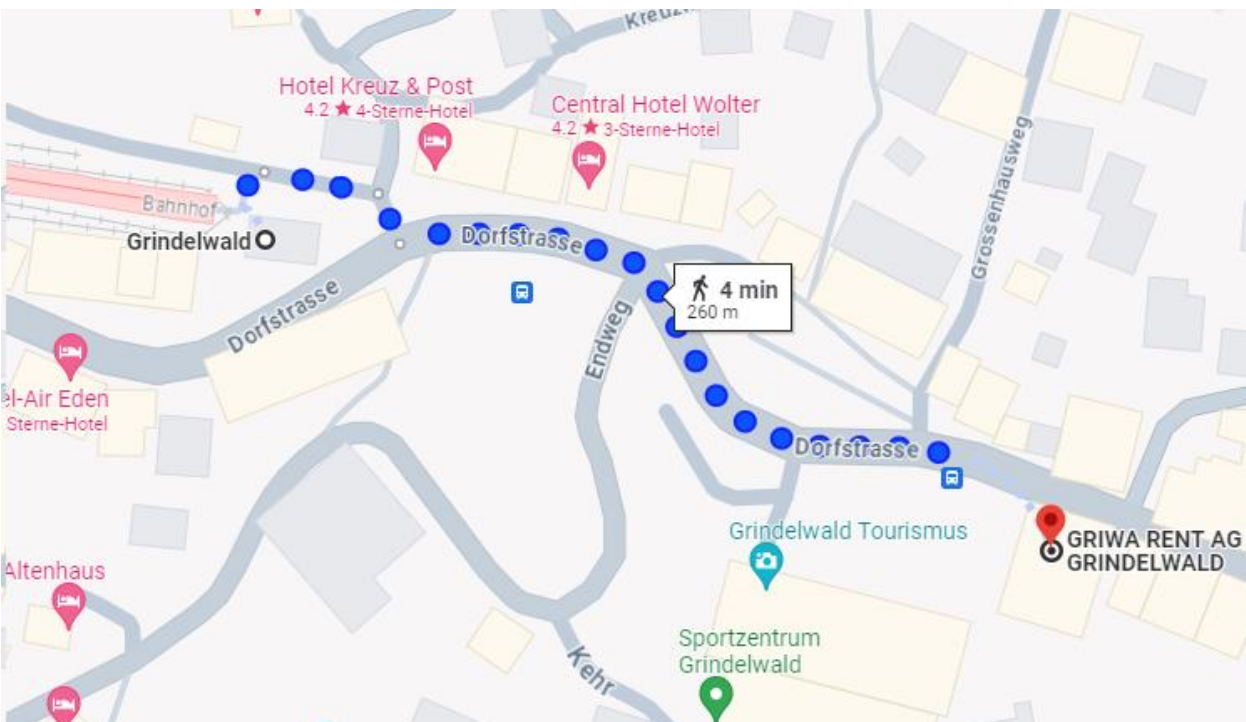 Kreuzw
Hotel Kreuz & Post
4.2 ★ 4-Sterne-Hotel
Central Hotel Wolter
4.2 ★ 3-Sterne-Hotel
Grossenhausweg
Bahnhof
Grindelwald
Dorfstrasse
Dorfstrasse
4 min
260 m
Endweg
el-Air Eden
Sterne-Hotel
Dorfstrasse
Grindelwald Tourismus
GRIWA RENT AG
GRINDELWALD
Altenhaus
Sportzentrum
Grindelwald
Kehr